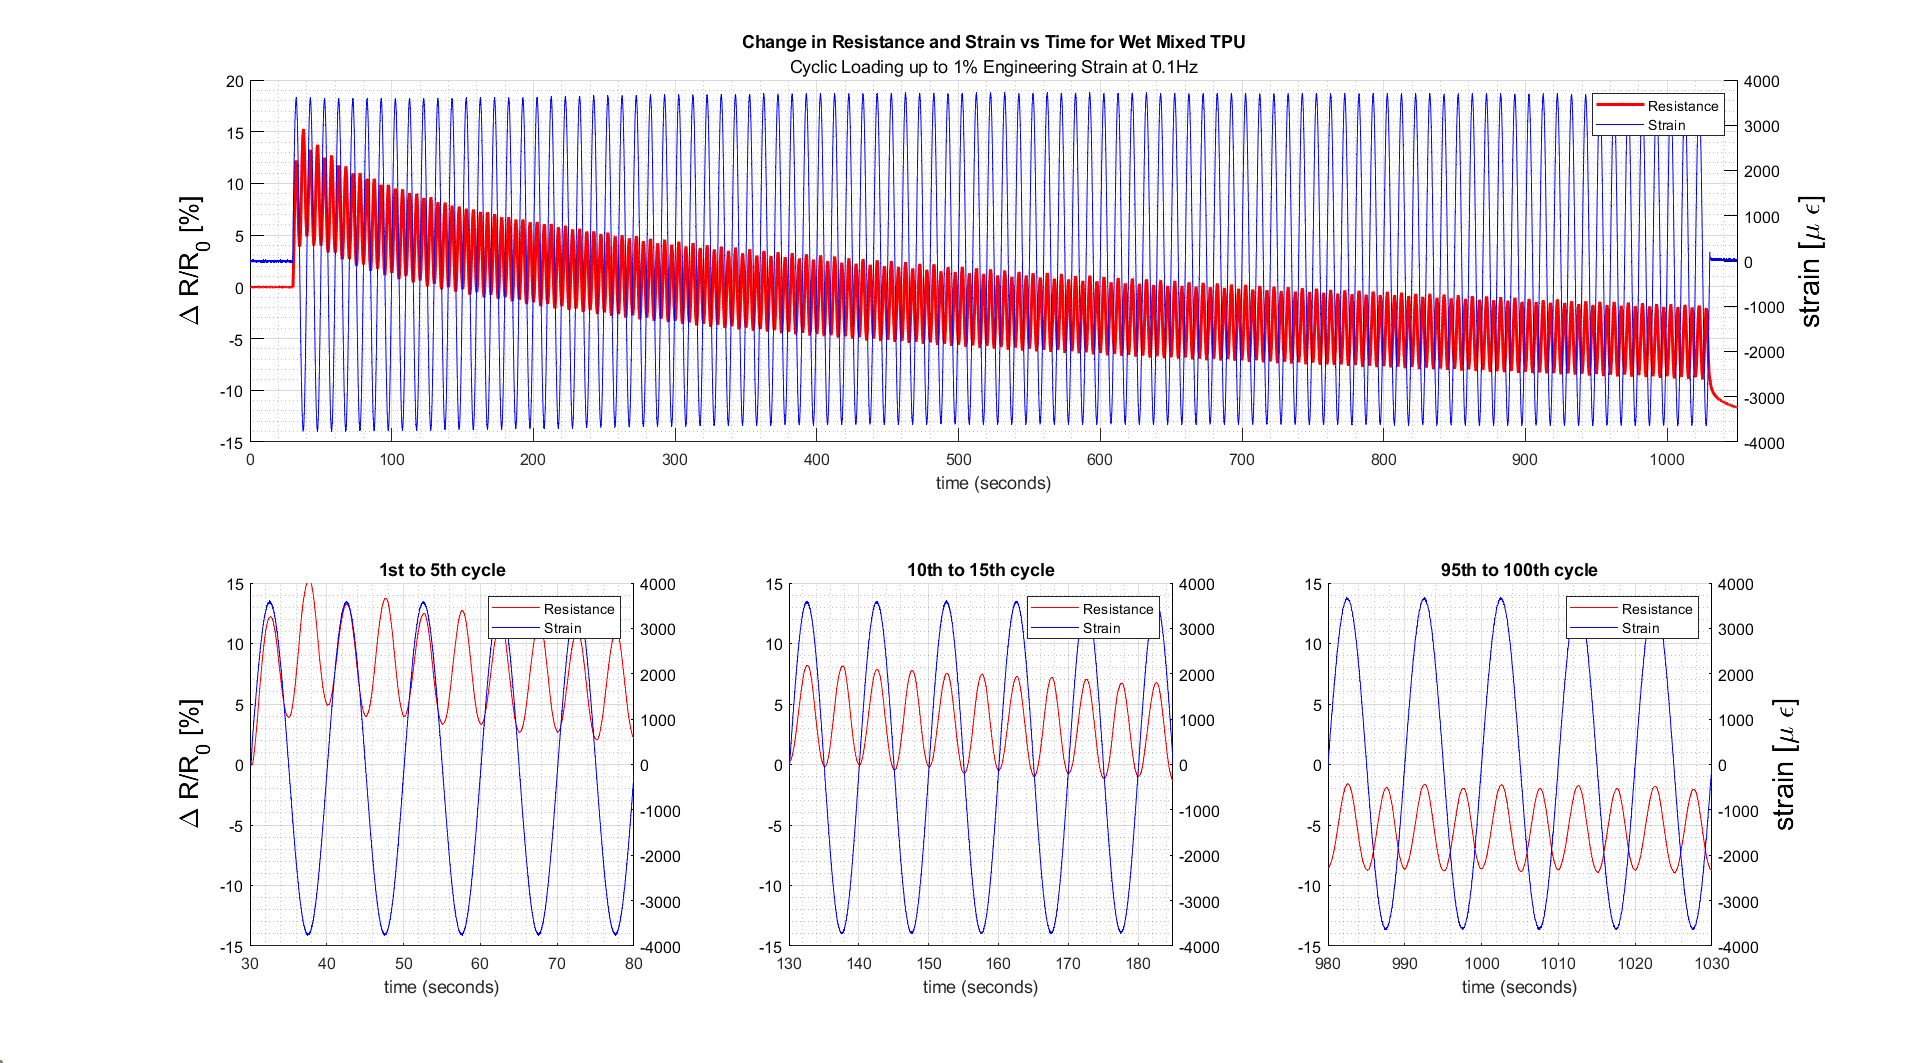 Change in Resistance and Strain vs Time for Wet Mixed TPU
Cyclic Loading up to 1% Engineering Strain at 0.1Hz
Δ R/R0 [%]
20
15
10
5
0
-5
-10
-15
0 100 200 300 400 500 600 700 800 900 1000
time (seconds)
4000
3000
2000
1000
0
-1000
-2000
-3000
-4000
strain [μ ϵ]
Resistance
Strain
1st to 5th cycle
Δ R/R0 [%]
15
10
5
0
-5
-10
-15
30 40 50 60 70 80
time (seconds)
4000
3000
2000
1000
0
-1000
-2000
-3000
-4000
Resistance
Strain
10th to 15th cycle
15
10
5
0
-5
-10
-15
130 140 150 160 170 180
time (seconds)
4000
3000
2000
1000
0
-1000
-2000
-3000
-4000
Resistance
Strain
95th to 100th cycle
15
10
5
0
-5
-10
-15
980 990 1000 1010 1020 1030
time (seconds)
4000
3000
2000
1000
0
-1000
-2000
-3000
-4000
strain [μ ϵ]
Resistance
Strain